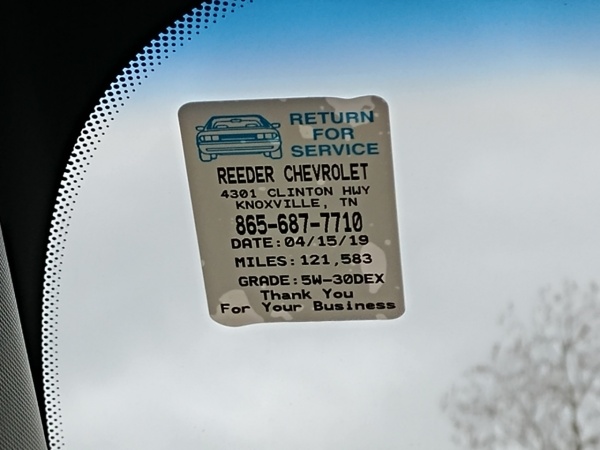 RETURN
FOR
SERVICE
REEDER CHEVROLET
4301 CLINTON HWY
KNOXVILLE, TN
865-687-7710
DATE:04/15/19
MILES:121,583
GRADE:5W-30DEX
Thank You
For Your Business